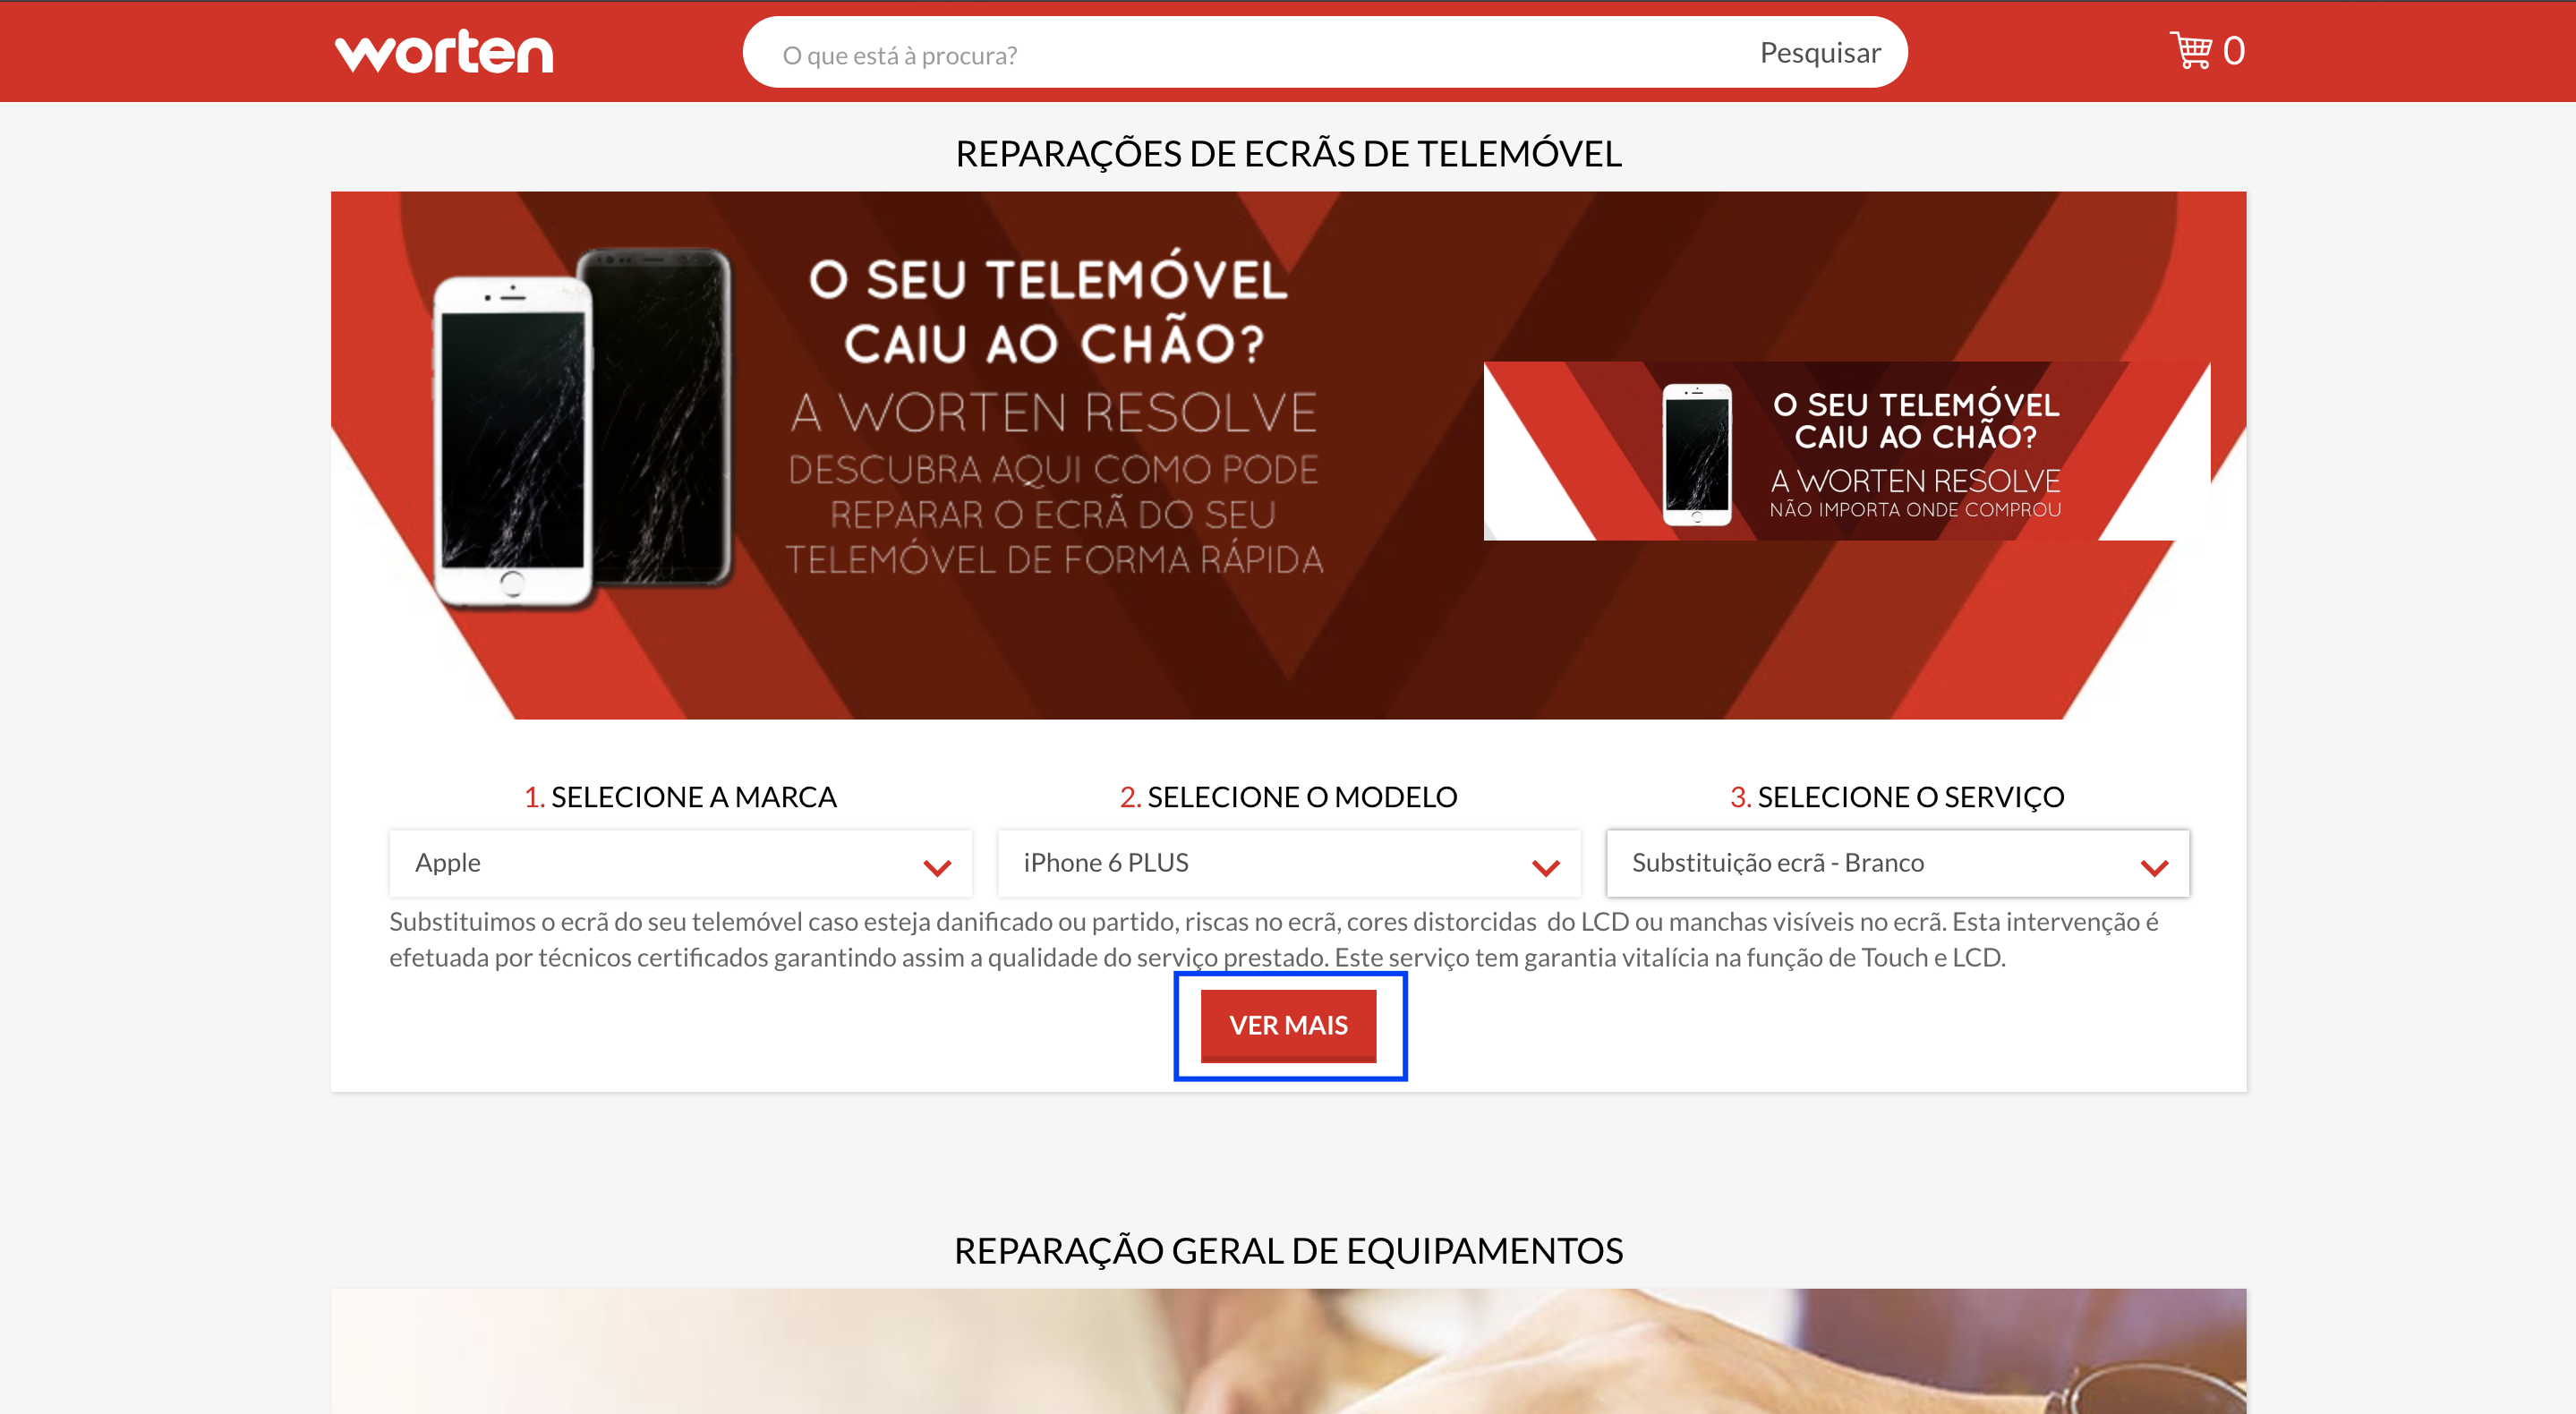 worten
O que está à procura?
Pesquisar
0
REPARAÇÕES DE ECRÃS DE TELEMÓVEL
O SEU TELEMÓVEL
CAIU AO CHÃO?
A WORTEN RESOLVE
DESCUBRA AQUI COMO PODE
REPARAR O ECRÃ DO SEU
TELEMÓVEL DE FORMA RÁPIDA
O SEU TELEMÓVEL
CAIU AO CHÃO?
A WORTEN RESOLVE
NÃO IMPORTA ONDE COMPROU
1. SELECIONE A MARCA
2. SELECIONE O MODELO
3. SELECIONE O SERVIÇO
Apple
iPhone 6 PLUS
Substituição ecrã - Branco
Substituimos o ecrã do seu telemóvel caso esteja danificado ou partido, riscas no ecrã, cores distorcidas  do LCD ou manchas visíveis no ecrã. Esta intervenção é
efetuada por técnicos certificados garantindo assim a qualidade do serviço prestado. Este serviço tem garantia vitalícia na função de Touch e LCD.
VER MAIS
REPARAÇÃO GERAL DE EQUIPAMENTOS